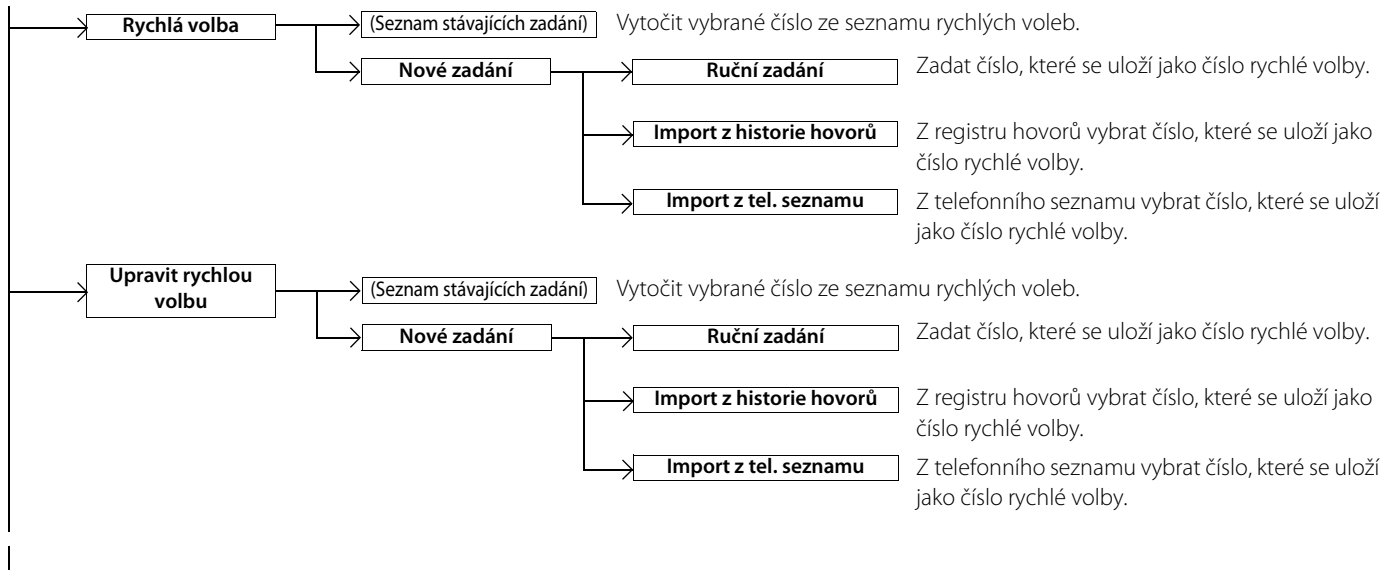 Rychlá volba
(Seznam stávajících zadání)
Vytočit vybrané číslo ze seznamu rychlých voleb.
Nové zadání
Ruční zadání
Zadat číslo, které se uloží jako číslo rychlé volby.
Import z historie hovorů
Z registru hovorů vybrat číslo, které se uloží jako
číslo rychlé volby.
Import z tel. seznamu
Z telefonního seznamu vybrat číslo, které se uloží
jako číslo rychlé volby.
Upravit rychlou
volbu
(Seznam stávajících zadání)
Vytočit vybrané číslo ze seznamu rychlých voleb.
Nové zadání
Ruční zadání
Zadat číslo, které se uloží jako číslo rychlé volby.
Import z historie hovorů
Z registru hovorů vybrat číslo, které se uloží jako
číslo rychlé volby.
Import z tel. seznamu
Z telefonního seznamu vybrat číslo, které se uloží
jako číslo rychlé volby.